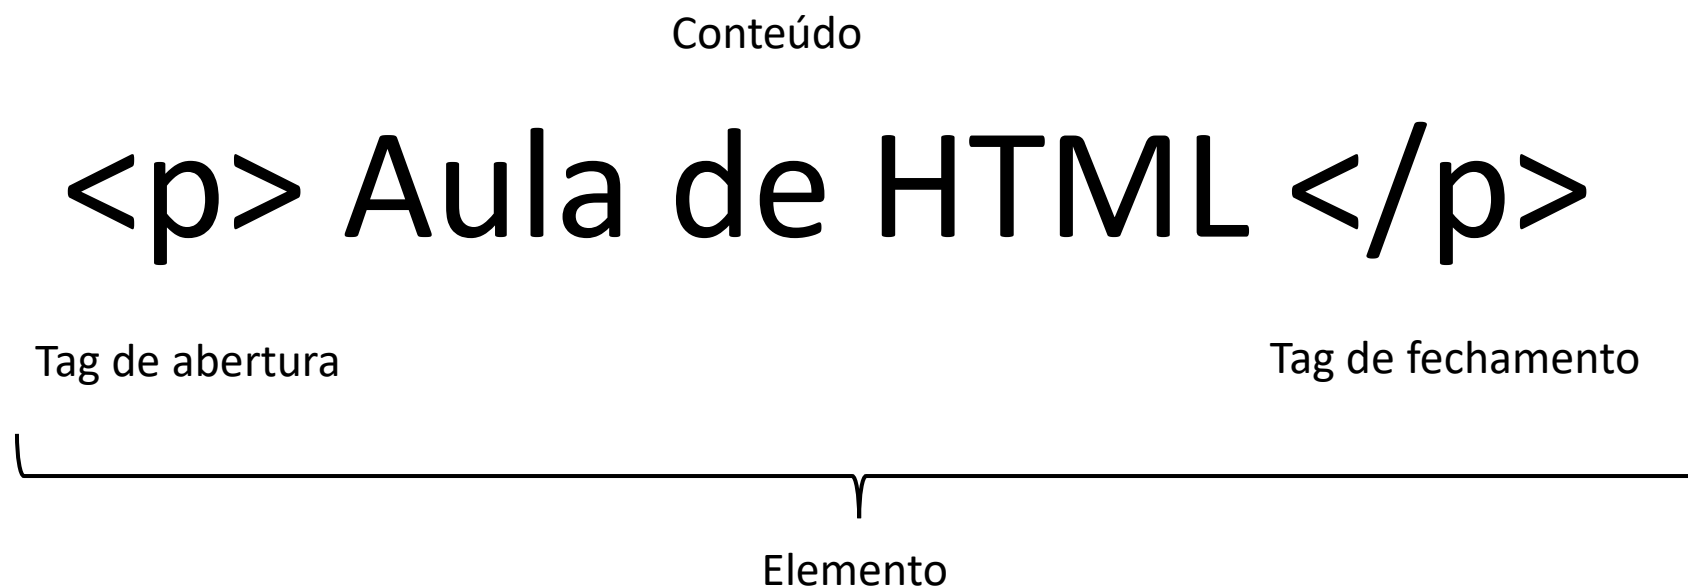 Conteúdo
<p> Aula de HTML </p>
Tag de abertura
Tag de fechamento
Elemento